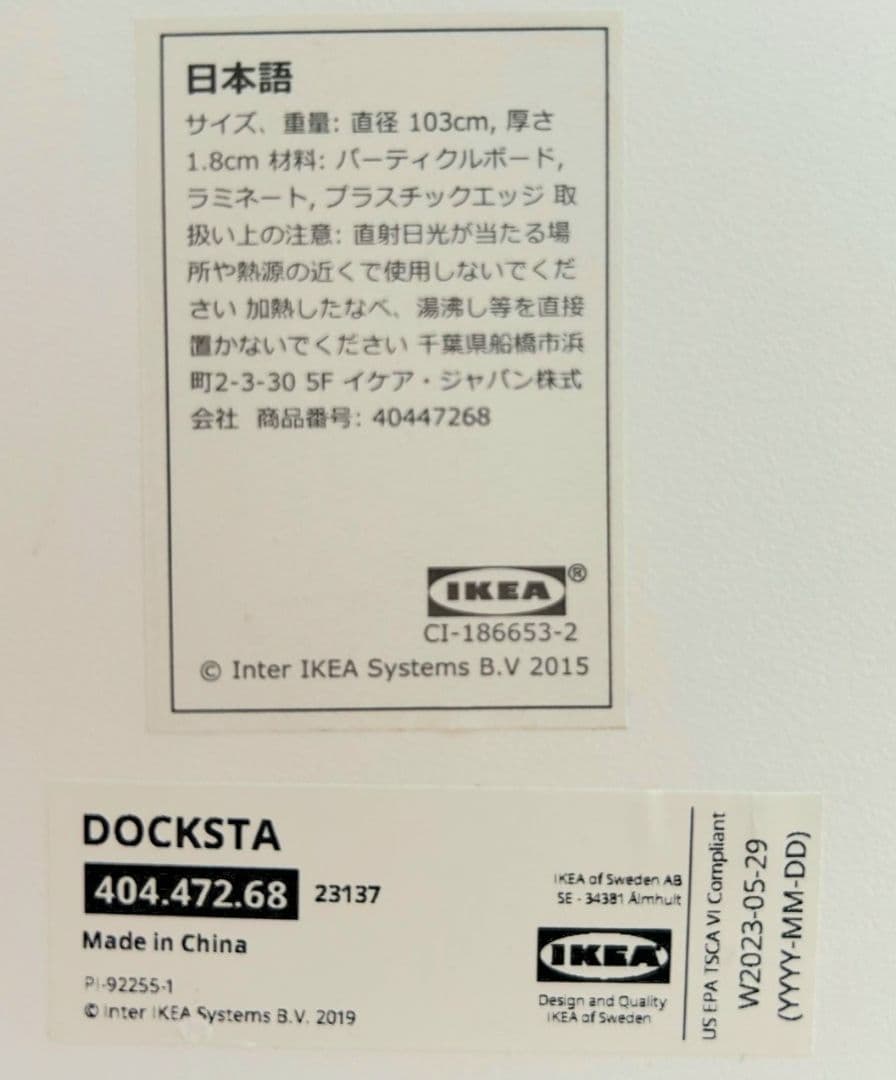 日本語
サイズ、重量: 直径 103cm, 厚さ
1.8cm 材料: パーティクルボード,
ラミネート, プラスチックエッジ 取
扱い上の注意: 直射日光が当たる場
所や熱源の近くで使用しないでくだ
さい 加熱したなべ、湯沸し等を直接
置かないでください 千葉県船橋市浜
町2-3-30 5F イケア・ジャパン株式
会社 商品番号: 40447268
IKEA®
CI-186653-2
© Inter IKEA Systems B.V 2015
DOCKSTA
404.472.68 23137
Made in China
PI-92255-1
© Inter IKEA Systems B.V. 2019
IKEA of Sweden AB
SE - 34381 Älmhult
IKEA
Design and Quality
IKEA of Sweden
US EPA TSCA VI Compliant
W2023-05-29
(YYYY-MM-DD)